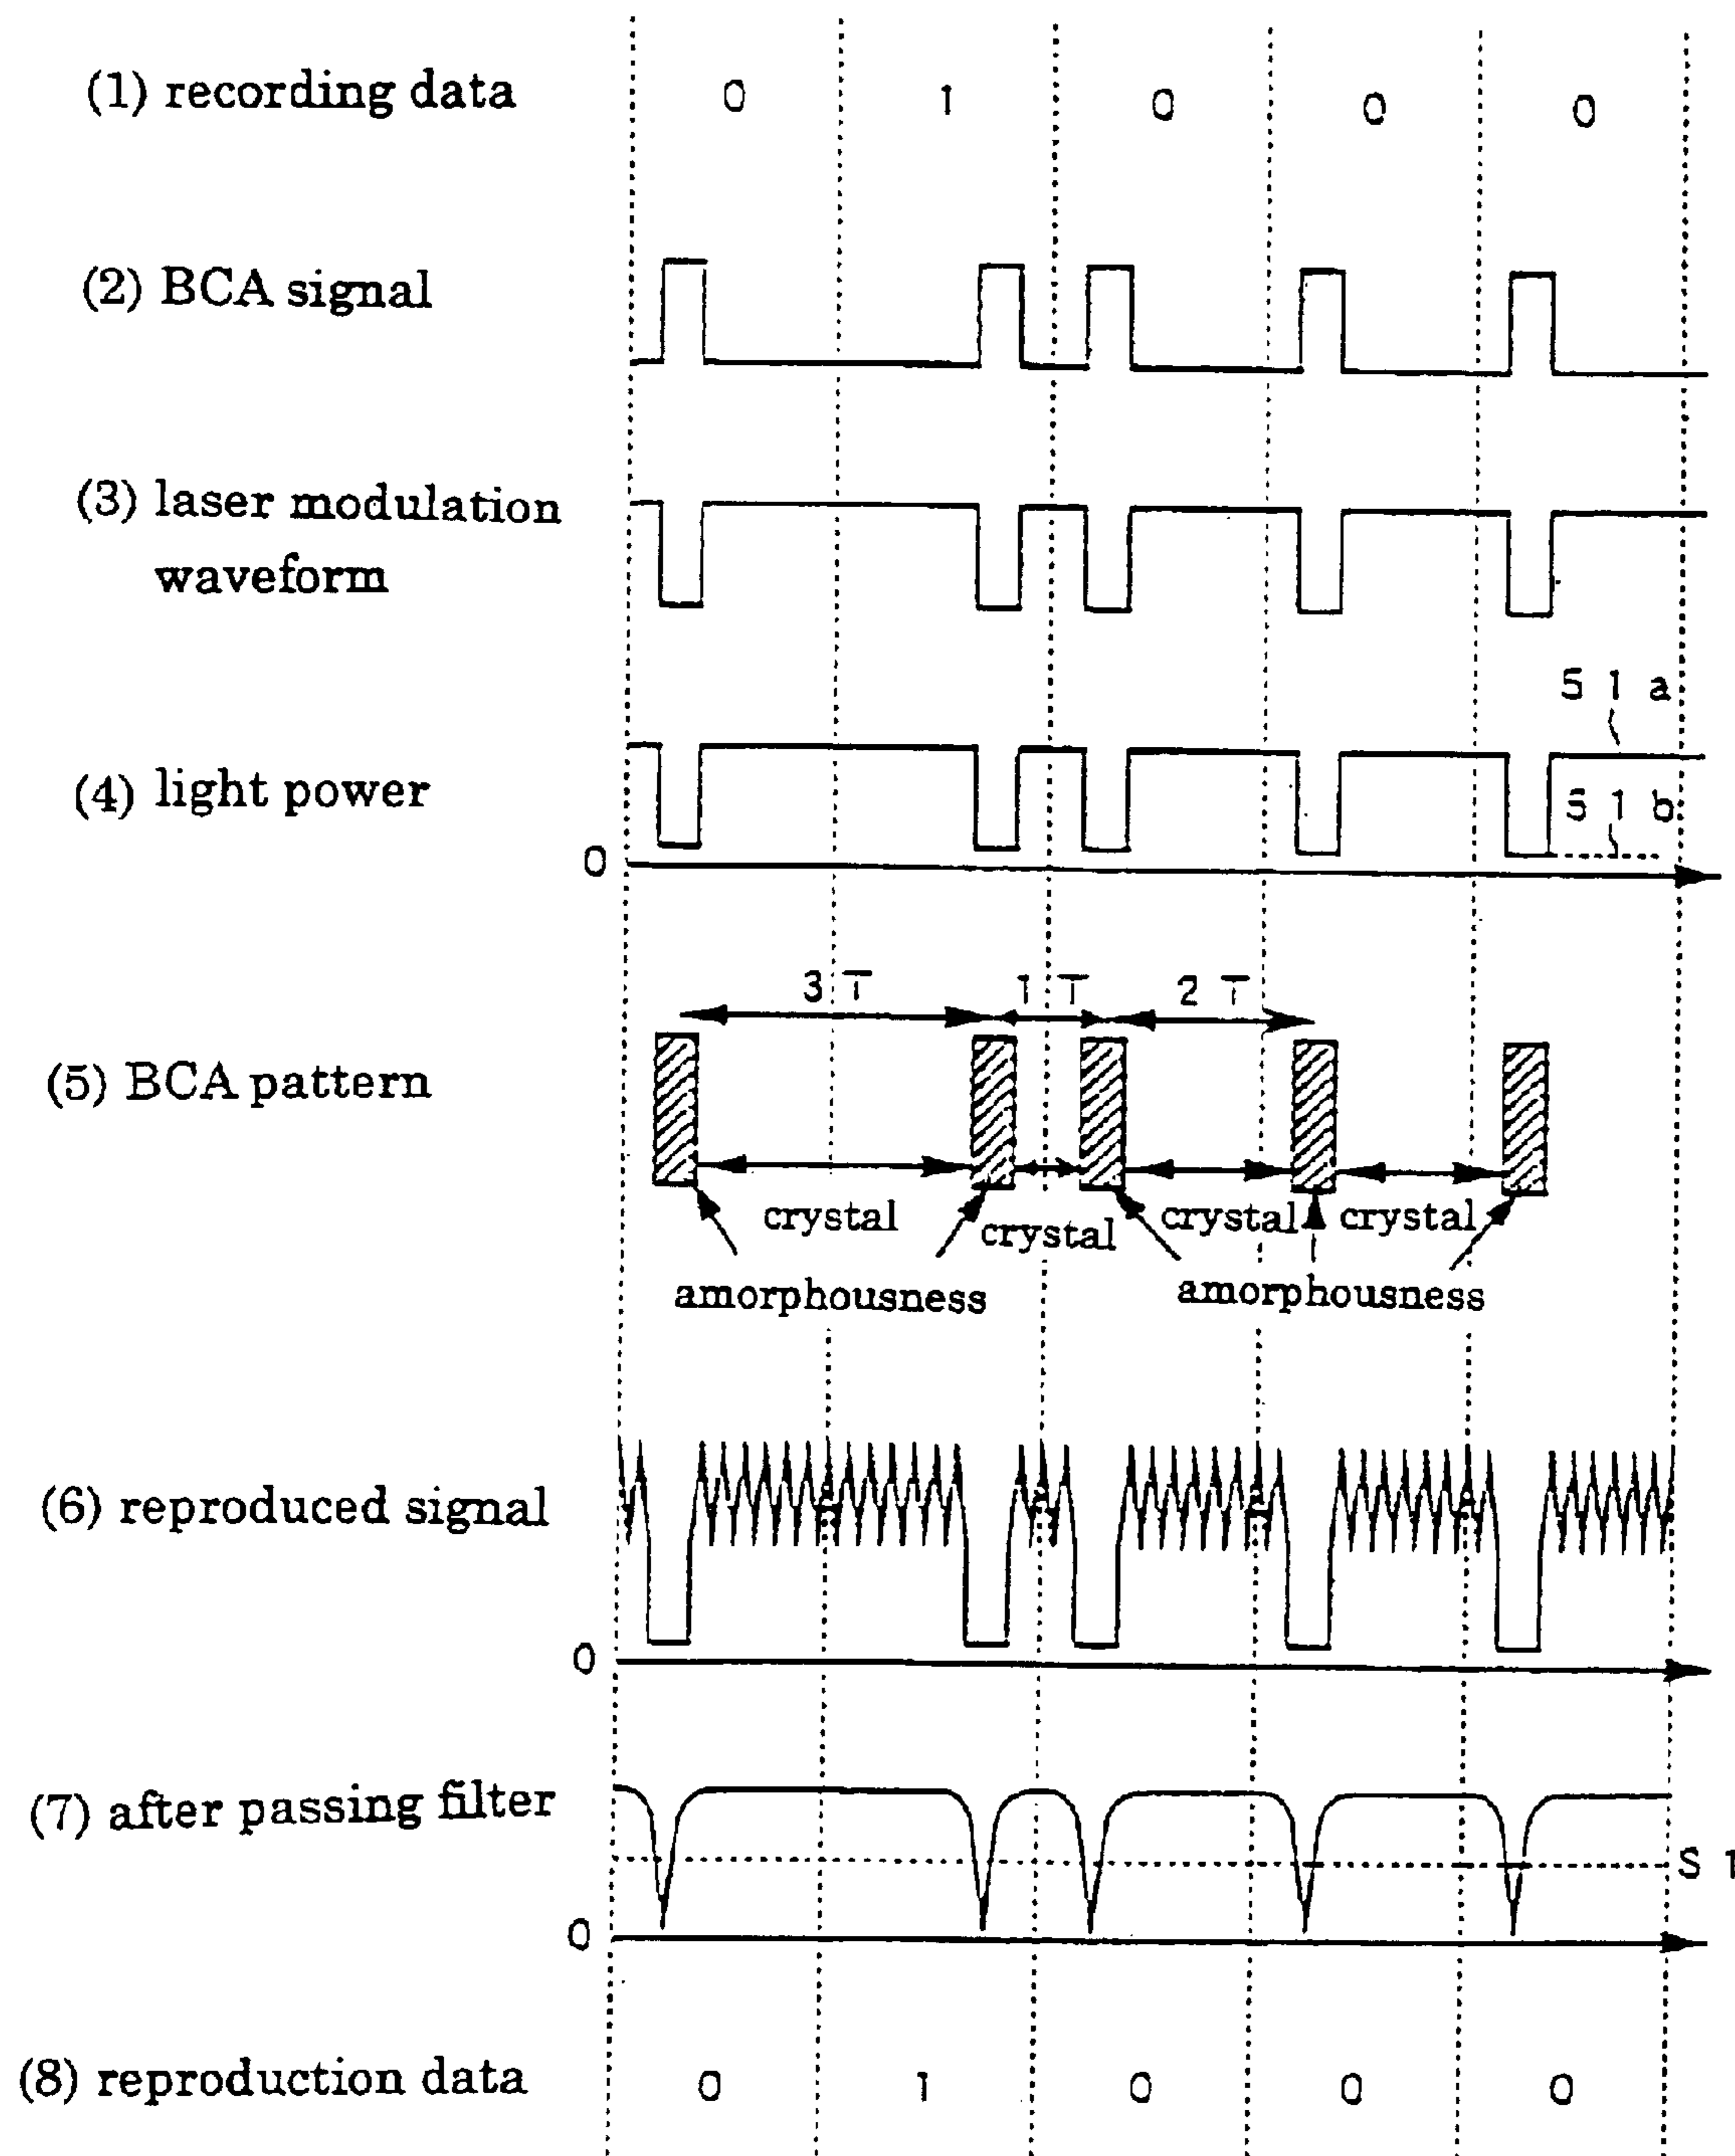 (1) recording data 0 1 0 0 0
(2) BCA signal
(3) laser modulation
waveform
S1a
(4) light power
S1b
0
3T 1T 2T
(5) BCA pattern
crystal crystal crystal crystal
amorphousness amorphousness
(6) reproduced signal
0
(7) after passing filter
S1
0
(8) reproduction data 0 1 0 0 0